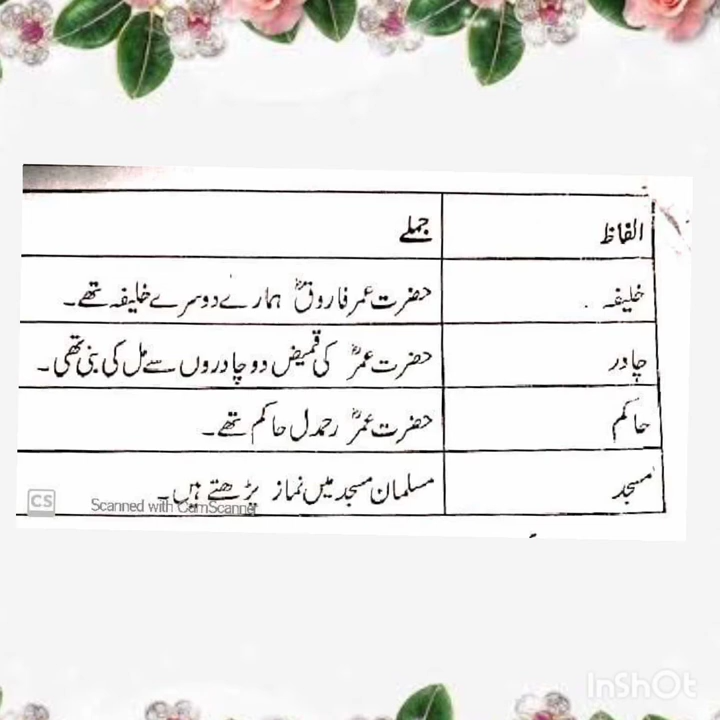 الفاظ جملے
خلیفہ حضرت عمر فاروقؓ ہمارے دوسرے خلیفہ تھے۔
چادر حضرت عمرؓ کی قمیض دو چادروں سے مل کی بنی تھی۔
حاکم حضرت عمرؓ رحمدل حاکم تھے۔
مسجد مسلمان مسجد میں نماز پڑھتے ہیں۔
CS Scanned with CamScanner
InShOt